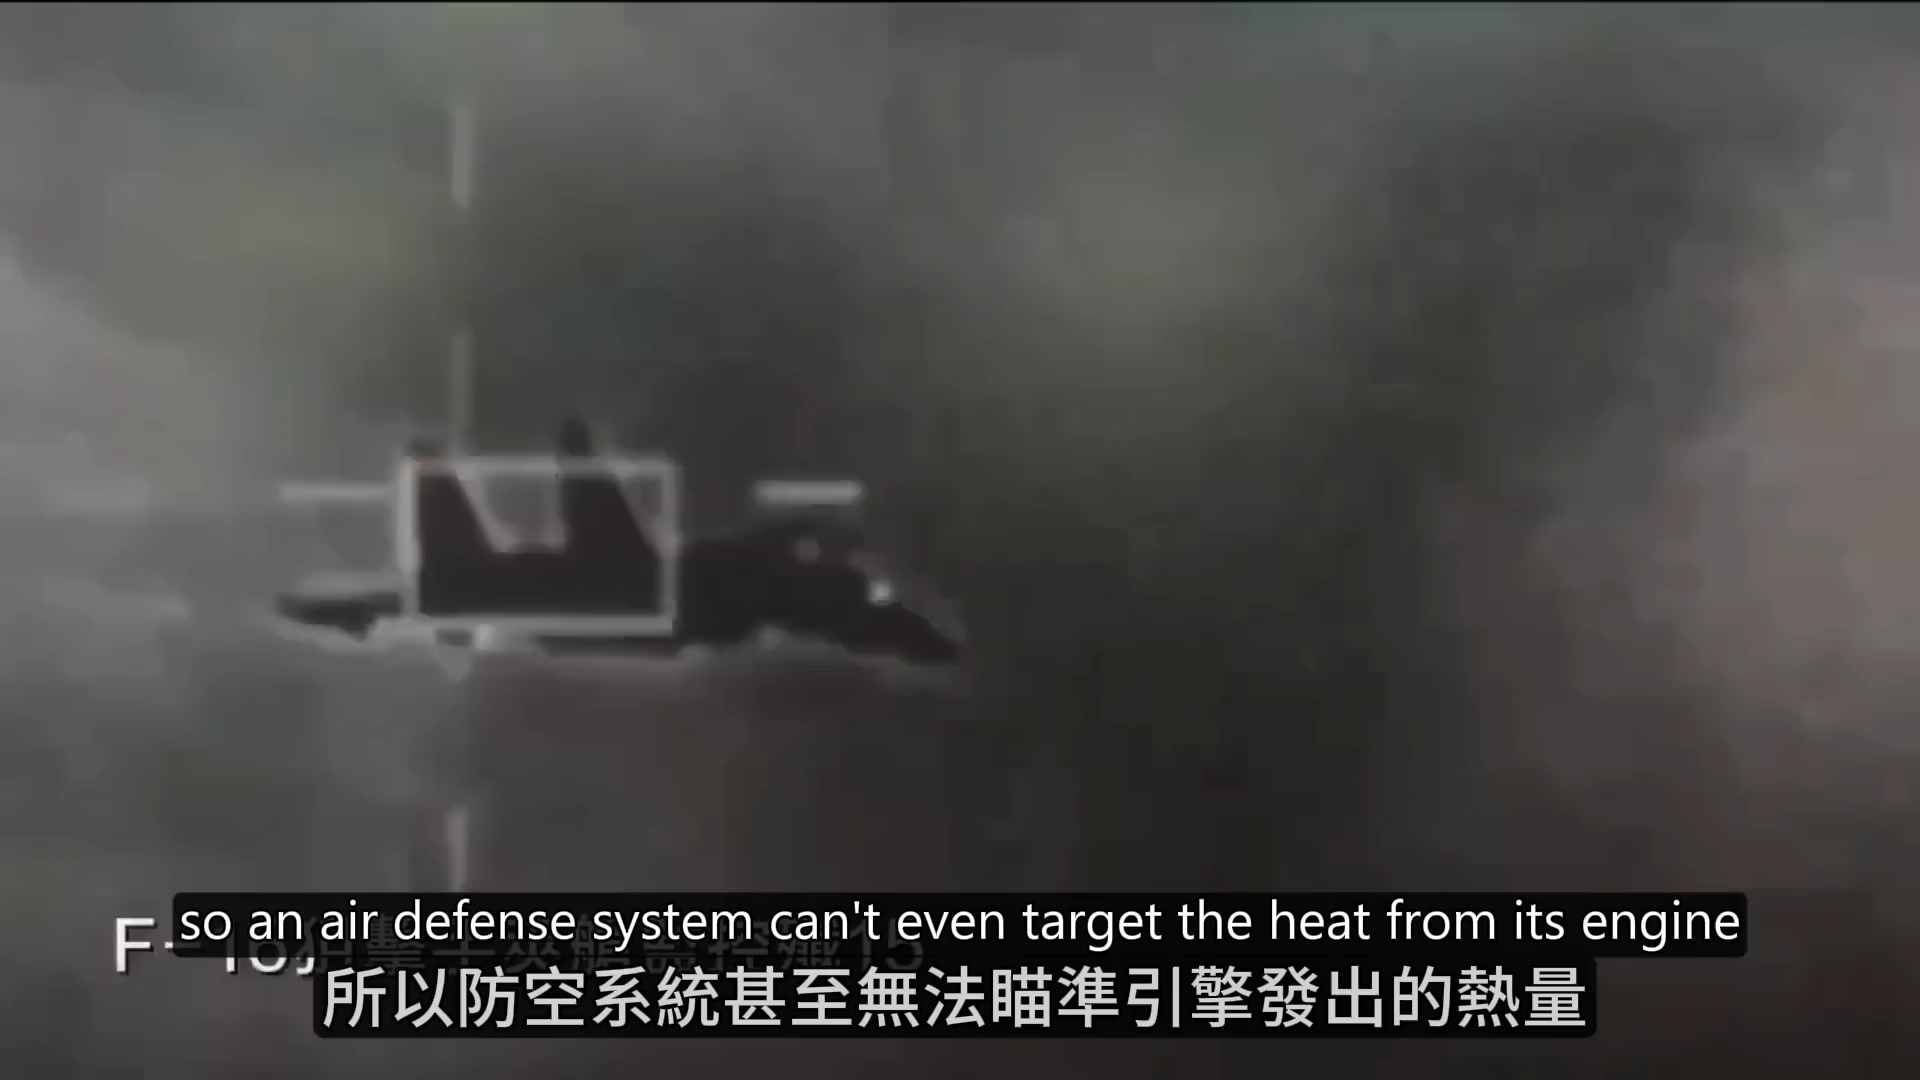 so an air defense system can't even target the heat from its engine
所以防空系統甚至無法瞄準引擎發出的熱量